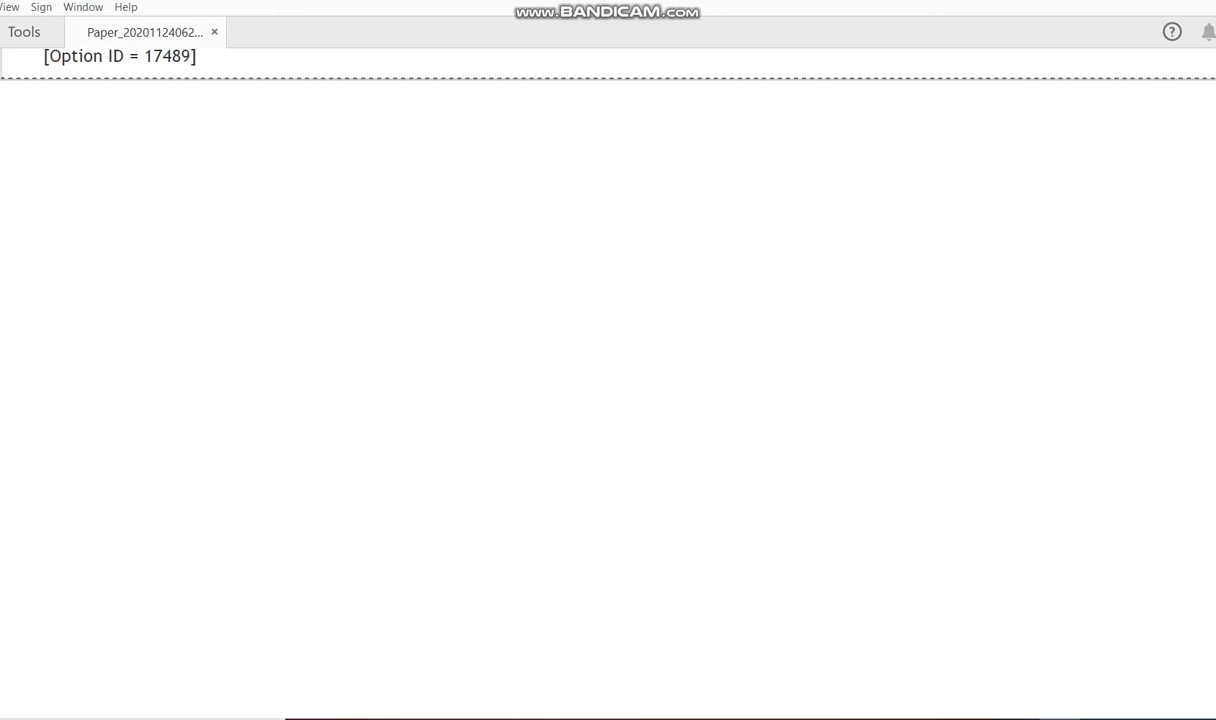 View Sign Window Help
www.BANDICAM.com
Tools Paper_20201124062... × ?
[Option ID = 17489]